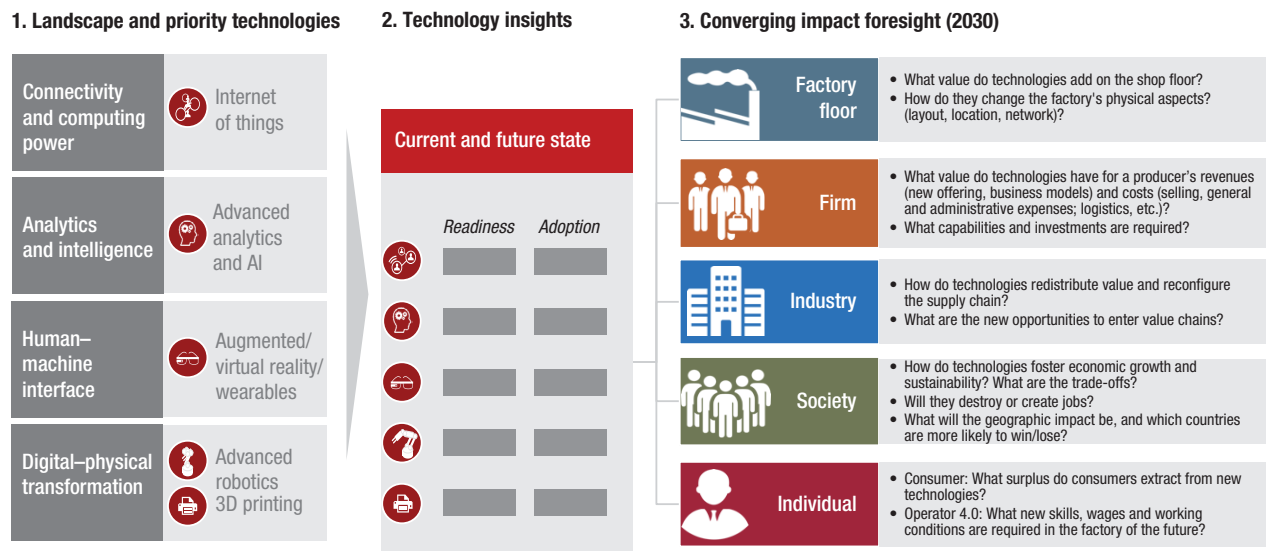 1. Landscape and priority technologies
Connectivity
and computing
power
Internet
of things
Analytics
and intelligence
Advanced
analytics
and AI
Human–
machine
interface
Augmented/
virtual reality/
wearables
Digital–physical
transformation
Advanced
robotics
3D printing
2. Technology insights
Current and future state
Readiness Adoption
3. Converging impact foresight (2030)
Factory
floor
• What value do technologies add on the shop floor?
• How do they change the factory's physical aspects?
(layout, location, network)?
Firm
• What value do technologies have for a producer's revenues
(new offering, business models) and costs (selling, general
and administrative expenses; logistics, etc.)?
• What capabilities and investments are required?
Industry
• How do technologies redistribute value and reconfigure
the supply chain?
• What are the new opportunities to enter value chains?
Society
• How do technologies foster economic growth and
sustainability? What are the trade-offs?
• Will they destroy or create jobs?
• What will the geographic impact be, and which countries
are more likely to win/lose?
Individual
• Consumer: What surplus do consumers extract from new
technologies?
• Operator 4.0: What new skills, wages and working
conditions are required in the factory of the future?